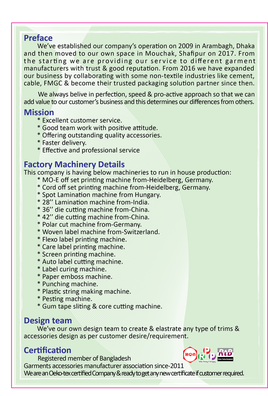 Preface
We've established our company's operation on 2009 in Arambagh, Dhaka
and then moved to our own space in Mouchak, Shafipur on 2017. From
the starting we are providing our service to different garment
manufacturers with trust & good reputation. From 2016 we have expanded
our business by collaborating with some non-textile industries like cement,
cable, FMGC & become their trusted packaging solution partner since then.
We always belive in perfection, speed & pro-active approach so that we can
add value to our customer's business and this determines our differences from others.
Mission
* Excellent customer service.
* Good team work with positive attitude.
* Offering outstanding quality accessories.
* Faster delivery.
* Effective and professional service
Factory Machinery Details
This company is having below machineries to run in house production:
* MO-E off set printing machine from-Heidelberg, Germany.
* Cord off set printing machine from-Heidelberg, Germany.
* Spot Lamination machine from Hungary.
* 28'' Lamination machine from-India.
* 36'' die cutting machine from-China.
* 42'' die cutting machine from-China.
* Polar cut machine from-Germany.
* Woven label machine from-Switzerland.
* Flexo label printing machine.
* Care label printing machine.
* Screen printing machine.
* Auto label cutting machine.
* Label curing machine.
* Paper emboss machine.
* Punching machine.
* Plastic string making machine.
* Pesting machine.
* Gum tape sliting & core cutting machine.
Design team
We've our own design team to create & elastrate any type of trims &
accessories design as per customer desire/requirement.
Certification
Registered member of Bangladesh
Garments accessories manufacturer association since-2011
We are an Oeko-tex certified Company & ready to get any new certificate if customer required.